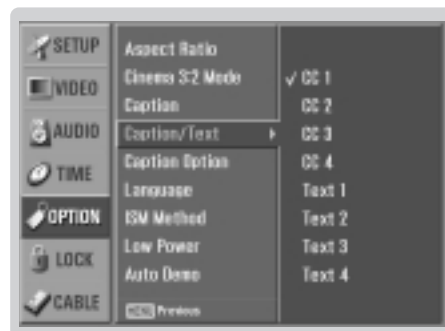 SETUP
VIDEO
AUDIO
TIME
OPTION
LOCK
CABLE
Aspect Ratio
Cinema 3:2 Mode
Caption
Caption/Text
Caption Option
Language
ISM Method
Low Power
Auto Demo
MENU Previous
✓ CC 1
CC 2
CC 3
CC 4
Text 1
Text 2
Text 3
Text 4